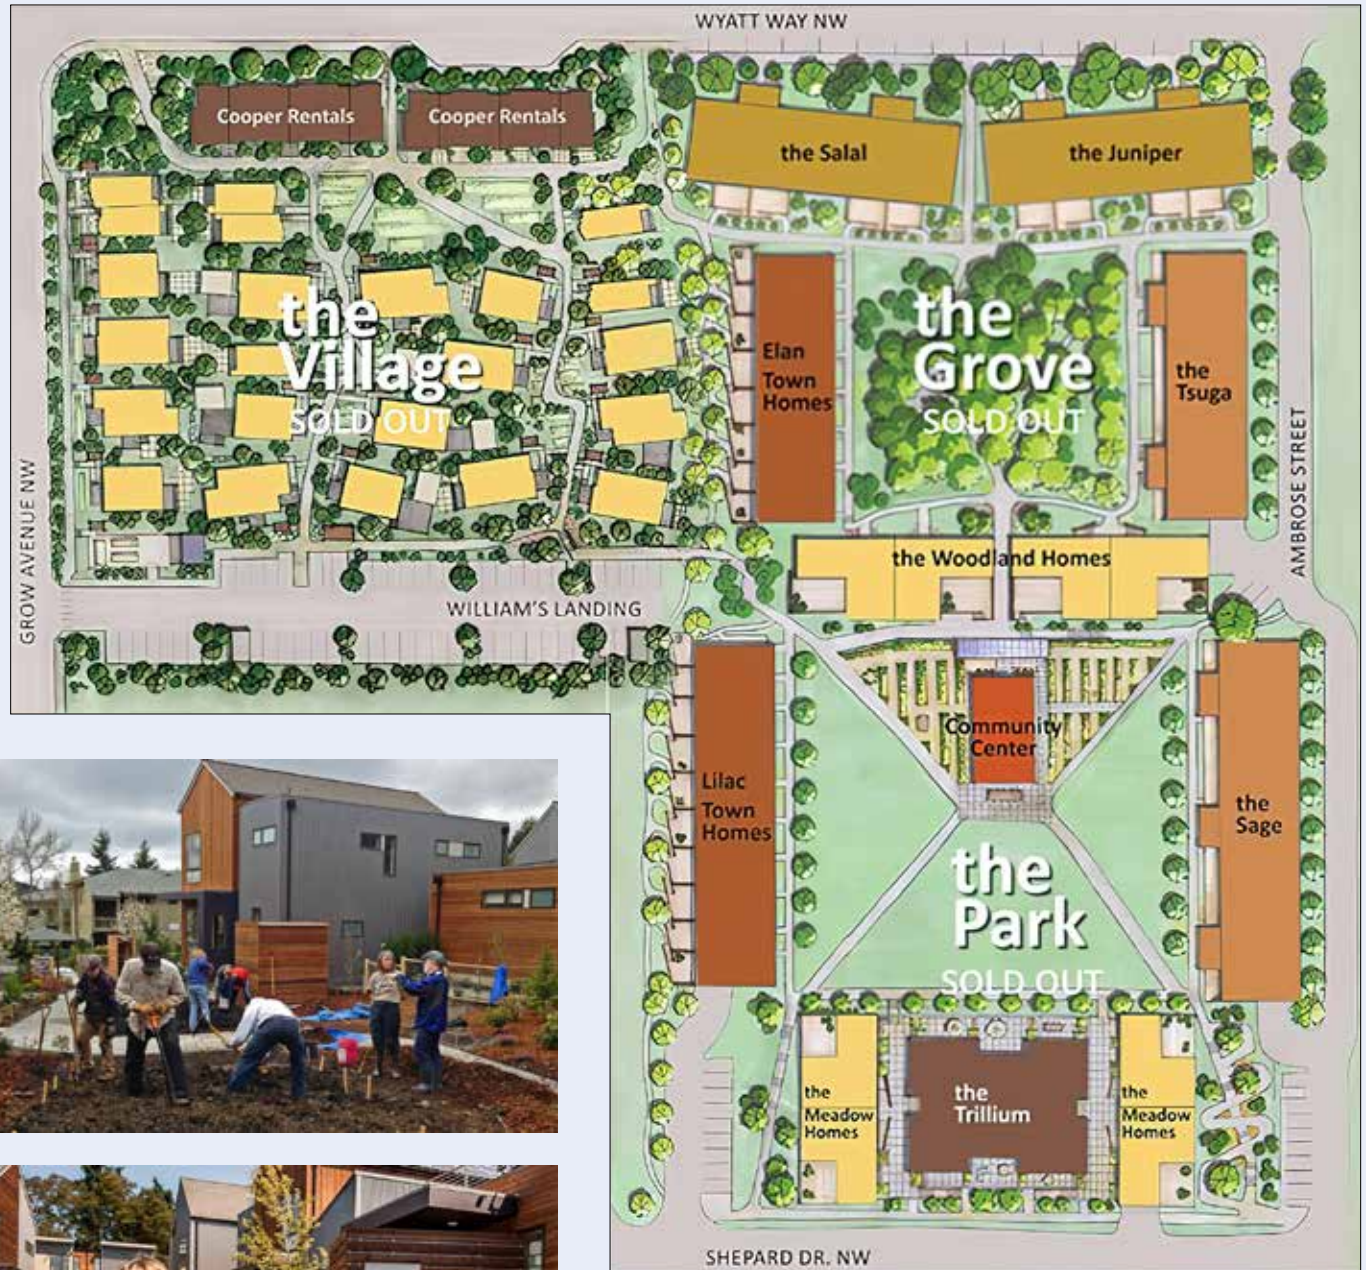 WYATT WAY NW
Cooper Rentals
Cooper Rentals
the Salal
the Juniper
the
Village
SOLD OUT
Elan
Town
Homes
the
Grove
SOLD OUT
the
Tsuga
GROW AVENUE NW
AMBROSE STREET
the Woodland Homes
WILLIAM'S LANDING
Community
Center
Lilac
Town
Homes
the
Sage
the
Park
SOLD OUT
the
Meadow
Homes
the
Trillium
the
Meadow
Homes
SHEPARD DR. NW